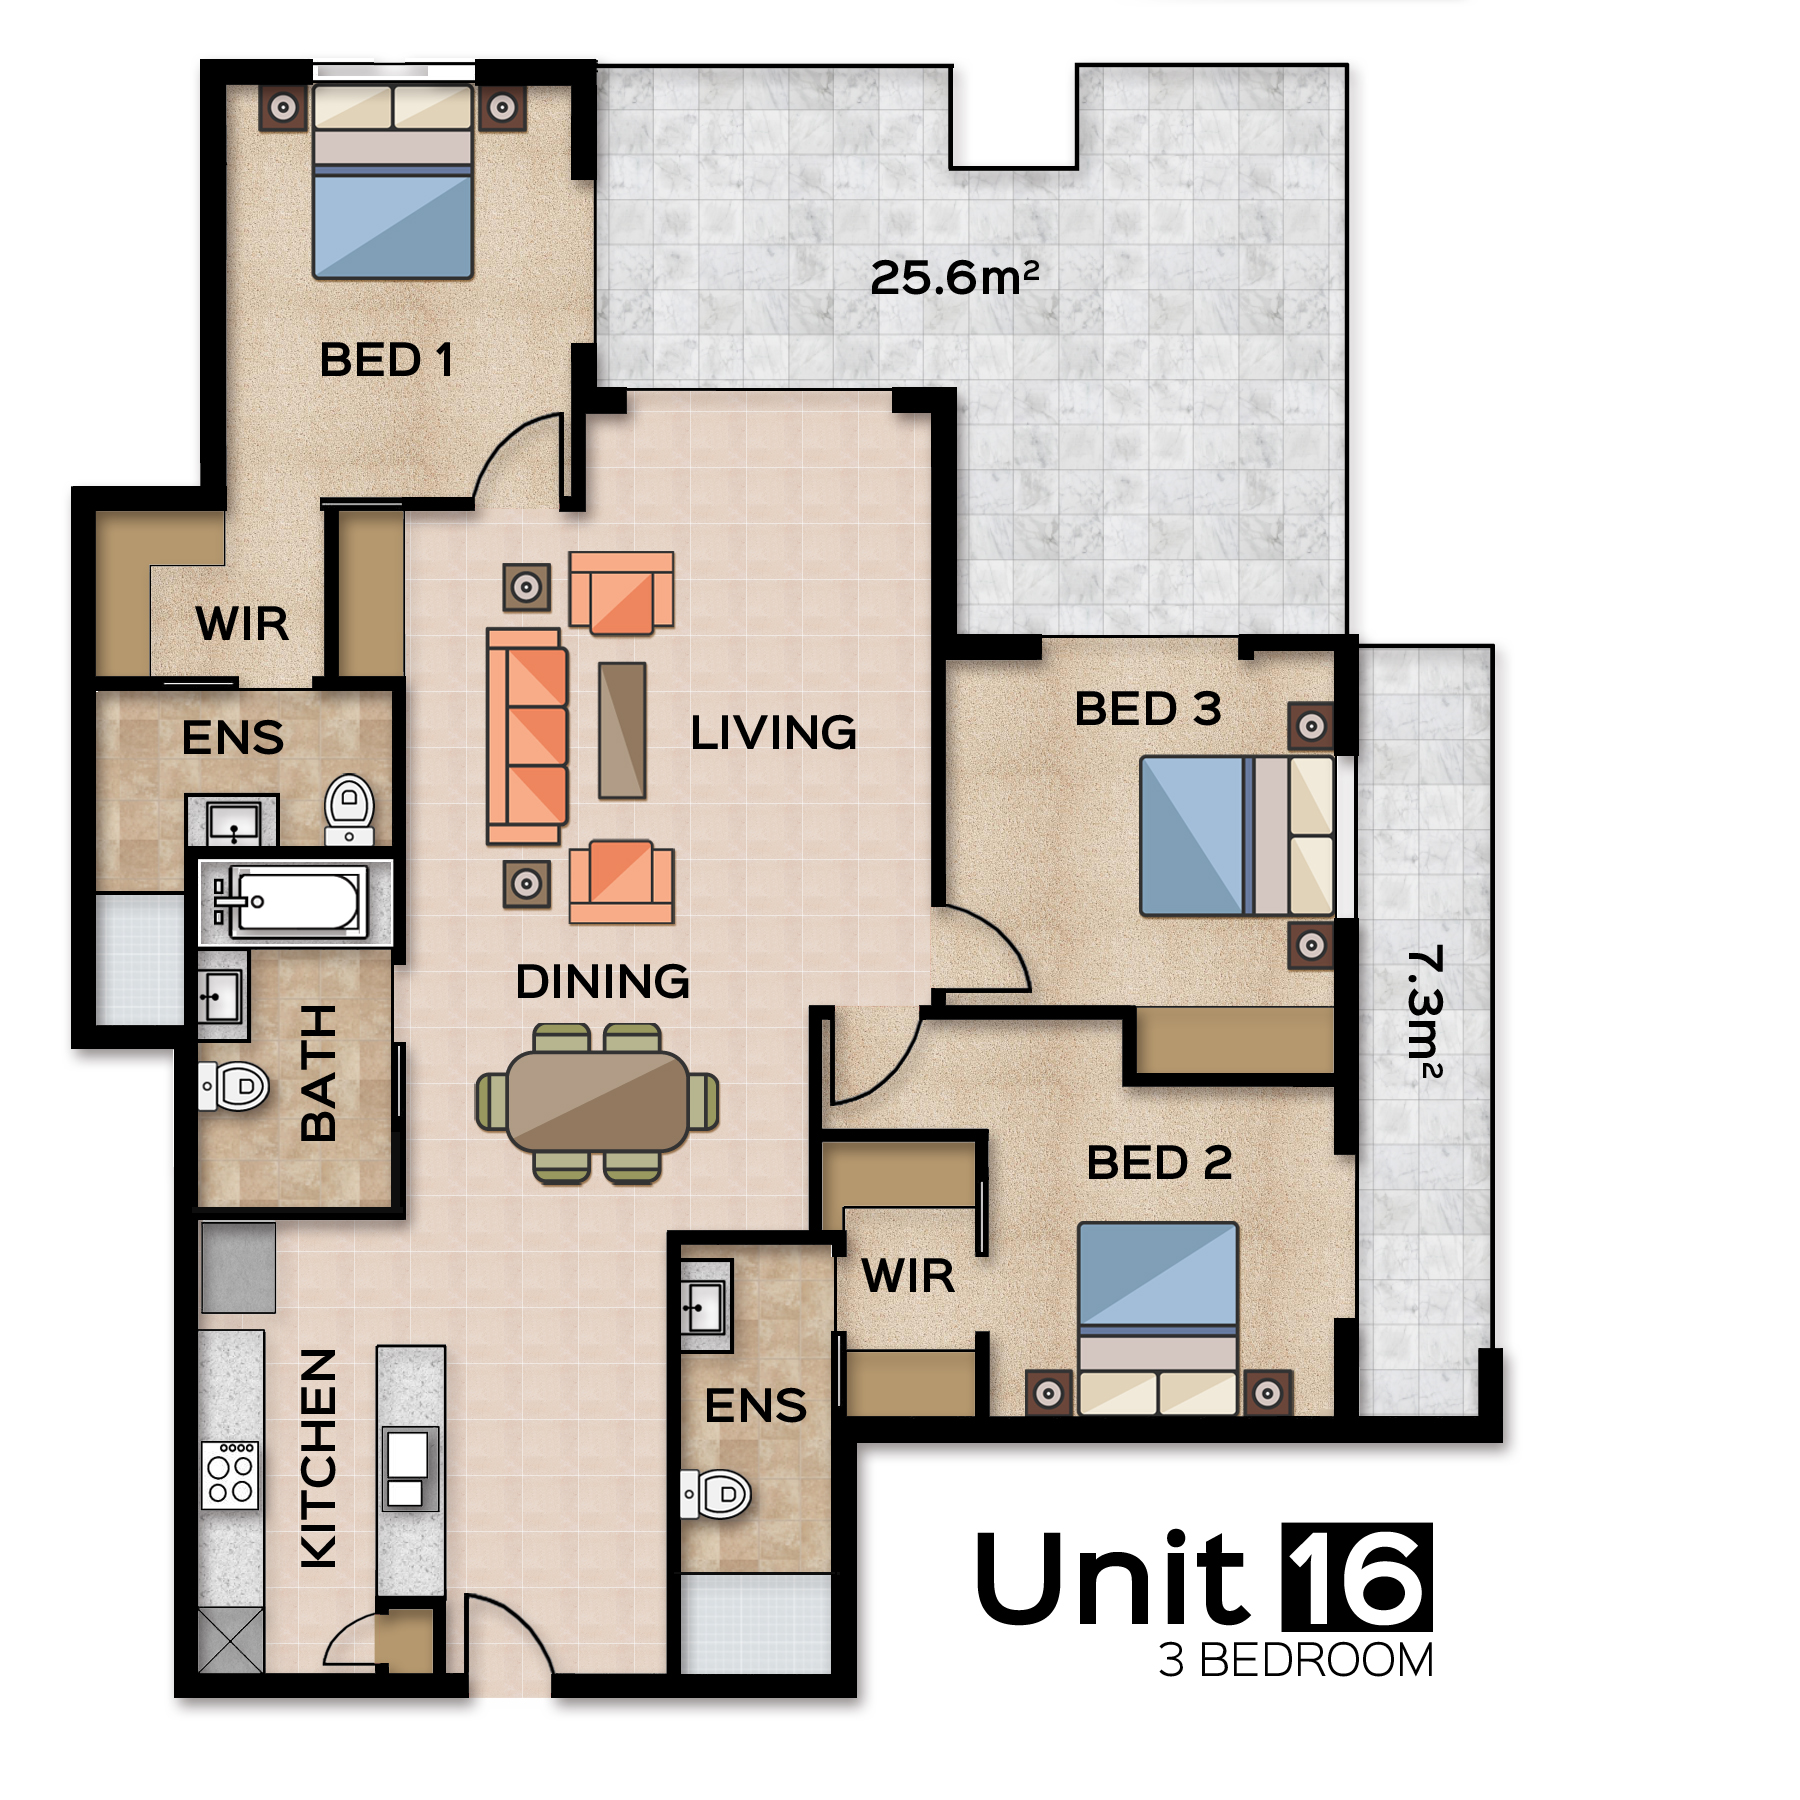 25.6m²
BED 1
WIR
BED 3
ENS
LIVING
DINING
7.3m²
BATH
BED 2
WIR
KITCHEN
ENS
Unit 16
3 BEDROOM